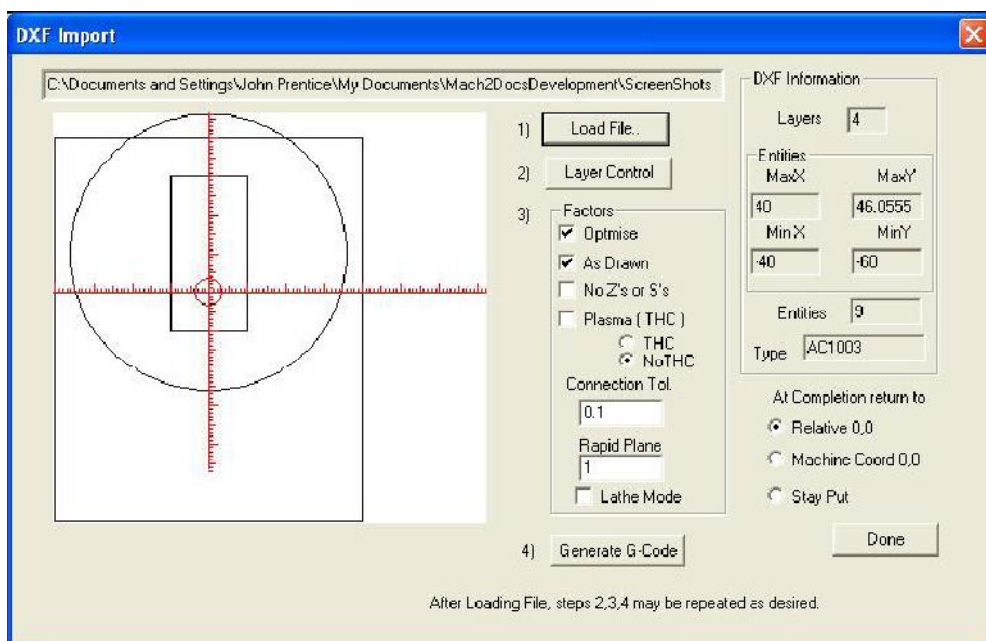 DXF Import
C:\Documents and Settings\John Prentice\My Documents\Mach2DocsDevelopment\ScreenShots
1) Load File..
2) Layer Control
3) Factors
Optmise
As Drawn
No Z's or S's
Plasma ( THC )
THC
NoTHC
Connection Tol.
0.1
Rapid Plane
1
Lathe Mode
4) Generate G-Code
DXF Information
Layers 4
Entities
MaxX MaxY
40 46.0555
Min X MinY
-40 -60
Entities 9
Type AC1003
At Completion return to
Relative 0,0
Machine Coord 0,0
Stay Put
Done
After Loading File, steps 2,3,4 may be repeated as desired.